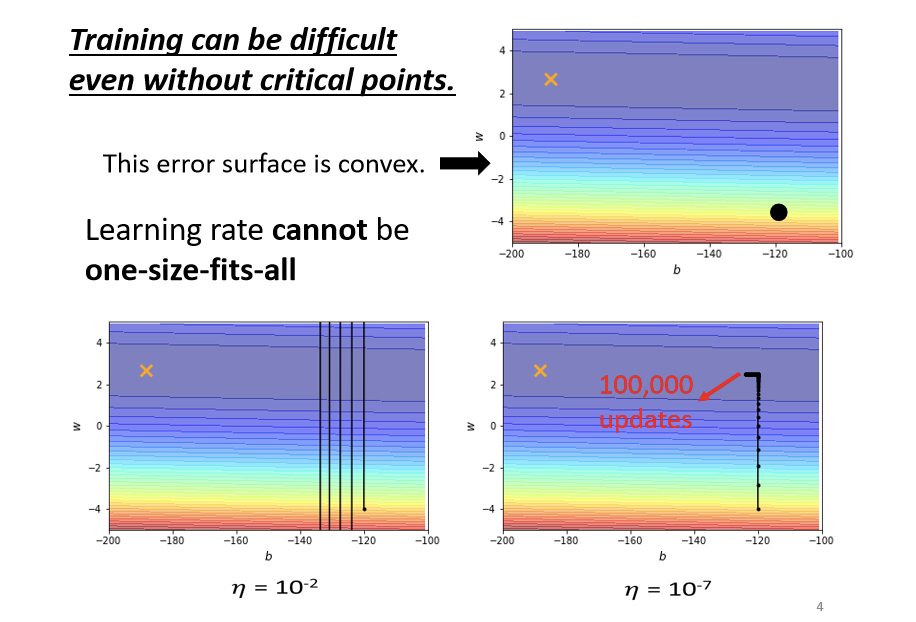 Training can be difficult
even without critical points.
This error surface is convex.
Learning rate cannot be
one-size-fits-all
4
2
0
−2
−4
w
−200 −180 −160 −140 −120 −100
b
4
2
0
−2
−4
w
−200 −180 −160 −140 −120 −100
b
η = 10-2
4
2
0
−2
−4
w
100,000
updates
−200 −180 −160 −140 −120 −100
b
η = 10-7
4